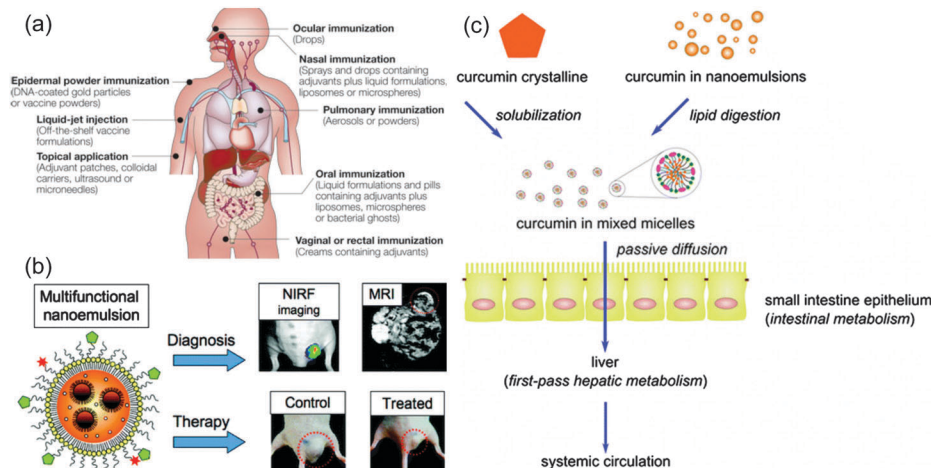 (a)
Ocular immunization
(Drops)
Nasal immunization
(Sprays and drops containing
adjuvants plus liquid formulations,
liposomes or microspheres)
Epidermal powder immunization
(DNA-coated gold particles
or vaccine powders)
Pulmonary immunization
(Aerosols or powders)
Liquid-jet injection
(Off-the-shelf vaccine
formulations)
Topical application
(Adjuvant patches, colloidal
carriers, ultrasound or
microneedles)
Oral immunization
(Liquid formulations and pills
containing adjuvants plus
liposomes, microspheres
or bacterial ghosts)
Vaginal or rectal immunization
(Creams containing adjuvants)
(b)
Multifunctional
nanoemulsion
Diagnosis
NIRF
imaging
MRI
Therapy
Control
Treated
(c)
curcumin crystalline
curcumin in nanoemulsions
solubilization
lipid digestion
curcumin in mixed micelles
passive diffusion
small intestine epithelium
(intestinal metabolism)
liver
(first-pass hepatic metabolism)
systemic circulation